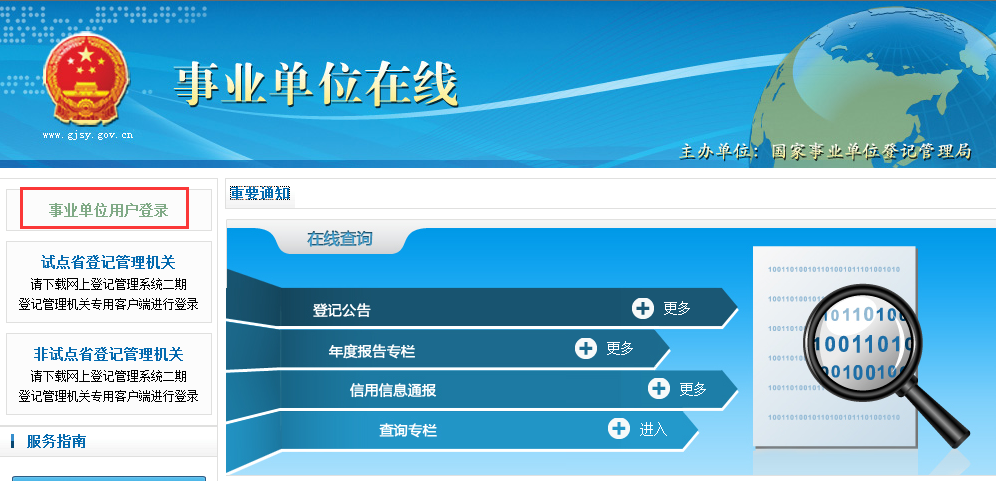 事业单位在线
www.gjsy.gov.cn
主办单位：国家事业单位登记管理局
事业单位用户登录
试点省登记管理机关
请下载网上登记管理系统二期
登记管理机关专用客户端进行登录
非试点省登记管理机关
请下载网上登记管理系统二期
登记管理机关专用客户端进行登录
服务指南
重要通知
在线查询
登记公告 更多
年度报告专栏 更多
信用信息通报 更多
查询专栏 进入
10110100
10011010
00100100